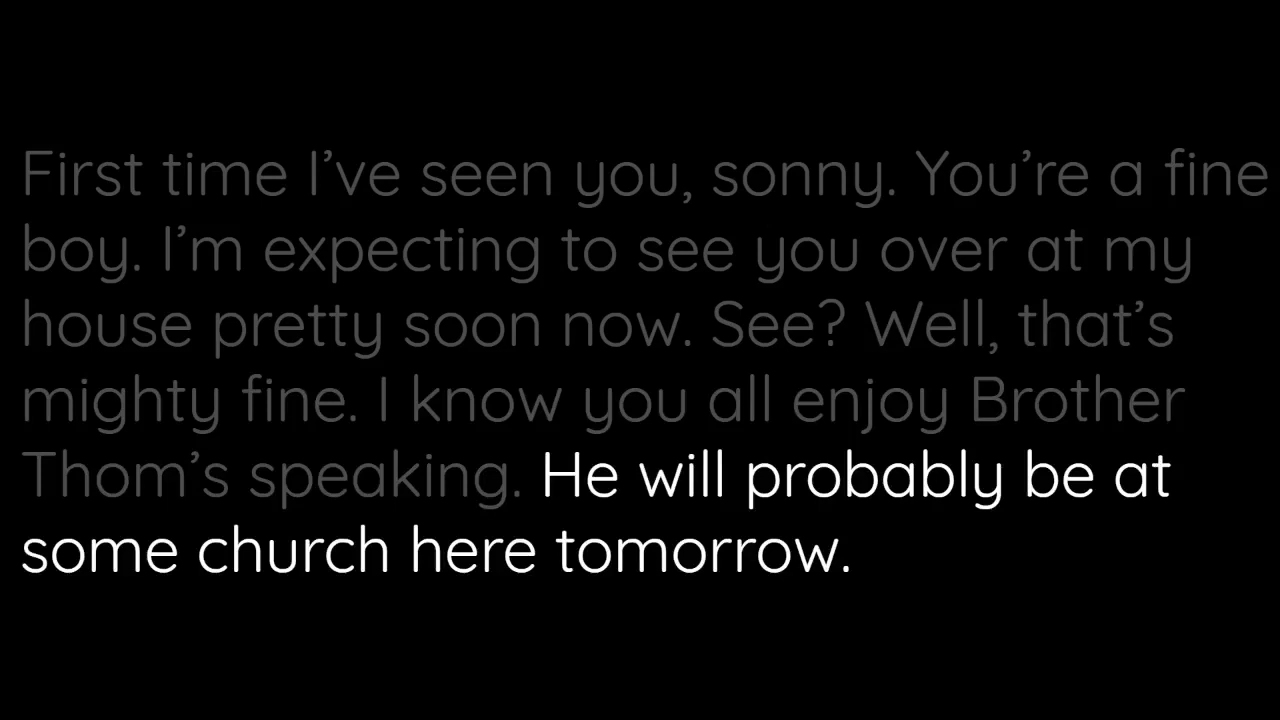 First time I’ve seen you, sonny. You’re a fine
boy. I’m expecting to see you over at my
house pretty soon now. See? Well, that’s
mighty fine. I know you all enjoy Brother
Thom’s speaking. He will probably be at
some church here tomorrow.